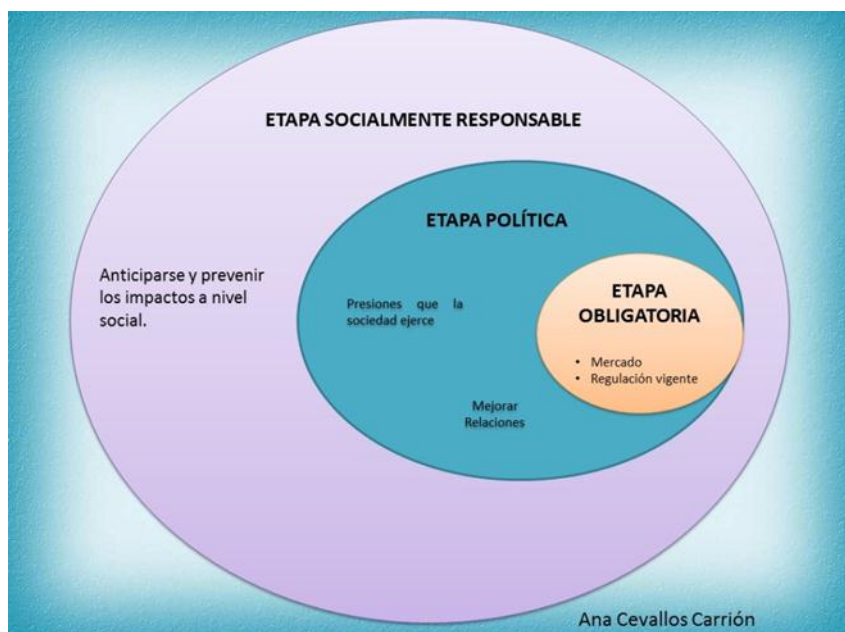 ETAPA SOCIALMENTE RESPONSABLE
ETAPA POLÍTICA
Anticiparse y prevenir
los impactos a nivel
social.
Presiones que la
sociedad ejerce
ETAPA
OBLIGATORIA
• Mercado
• Regulación vigente
Mejorar
Relaciones
Ana Cevallos Carrión